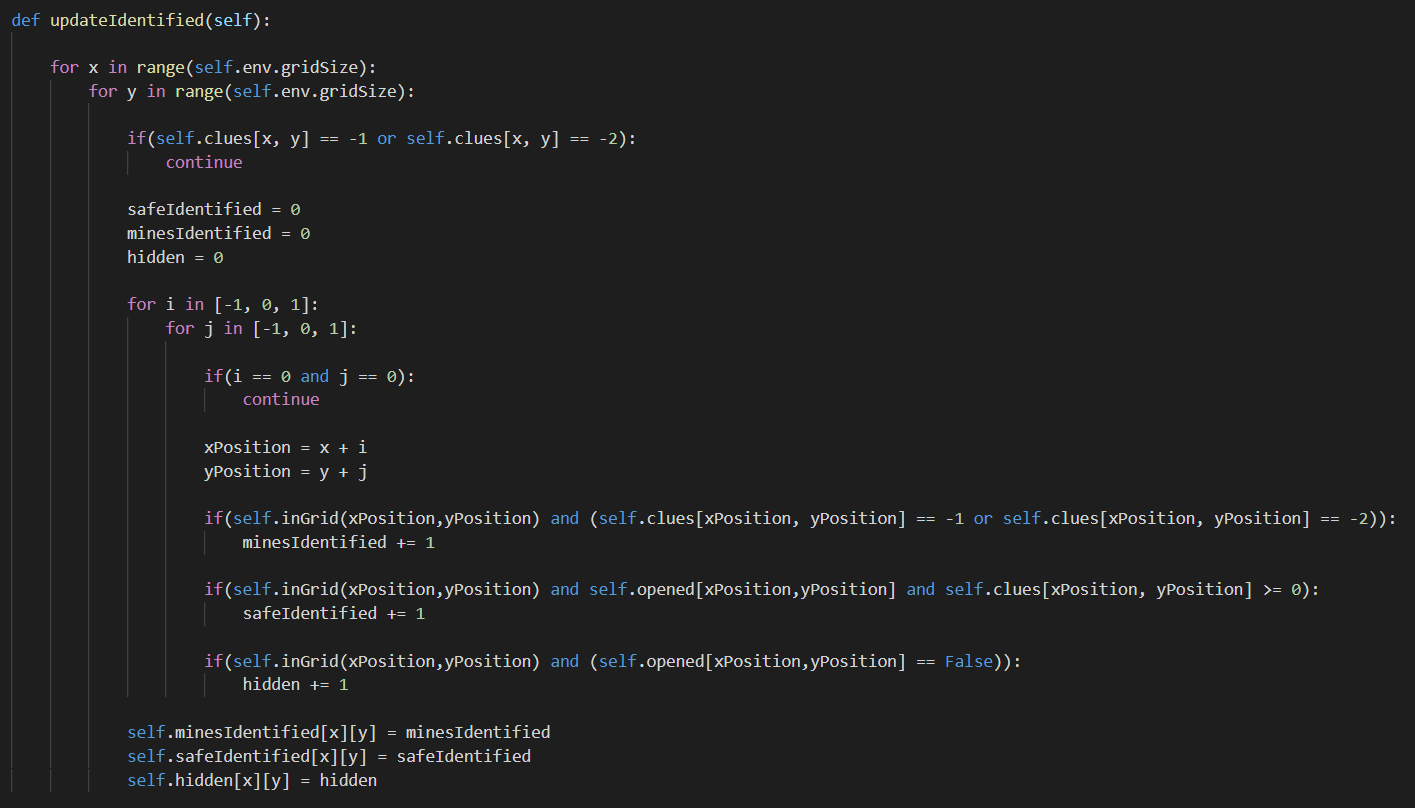 def updateIdentified(self):
for x in range(self.env.gridSize):
for y in range(self.env.gridSize):
if(self.clues[x, y] == -1 or self.clues[x, y] == -2):
continue
safeIdentified = 0
minesIdentified = 0
hidden = 0
for i in [-1, 0, 1]:
for j in [-1, 0, 1]:
if(i == 0 and j == 0):
continue
xPosition = x + i
yPosition = y + j
if(self.inGrid(xPosition,yPosition) and (self.clues[xPosition, yPosition] == -1 or self.clues[xPosition, yPosition] == -2)):
minesIdentified += 1
if(self.inGrid(xPosition,yPosition) and self.opened[xPosition,yPosition] and self.clues[xPosition, yPosition] >= 0):
safeIdentified += 1
if(self.inGrid(xPosition,yPosition) and (self.opened[xPosition,yPosition] == False)):
hidden += 1
self.minesIdentified[x][y] = minesIdentified
self.safeIdentified[x][y] = safeIdentified
self.hidden[x][y] = hidden